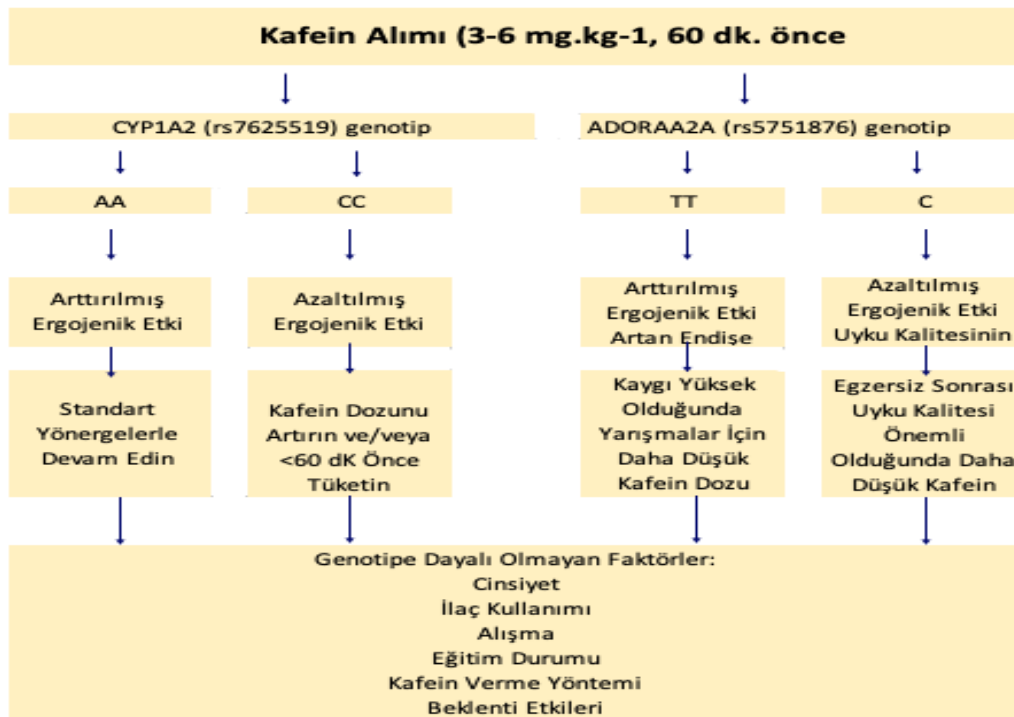 Kafein Alımı (3-6 mg.kg-1, 60 dk. önce
CYP1A2 (rs7625519) genotip
ADORAA2A (rs5751876) genotip
AA
CC
TT
C
Arttırılmış
Ergojenik Etki
Azaltılmış
Ergojenik Etki
Arttırılmış
Ergojenik Etki
Artan Endişe
Azaltılmış
Ergojenik Etki
Uyku Kalitesinin
Standart
Yönergelerle
Devam Edin
Kafein Dozunu
Artırın ve/veya
<60 dK Önce
Tüketin
Kaygı Yüksek
Olduğunda
Yarışmalar İçin
Daha Düşük
Kafein Dozu
Egzersiz Sonrası
Uyku Kalitesi
Önemli
Olduğunda Daha
Düşük Kafein
Genotipe Dayalı Olmayan Faktörler:
Cinsiyet
İlaç Kullanımı
Alışma
Eğitim Durumu
Kafein Verme Yöntemi
Beklenti Etkileri